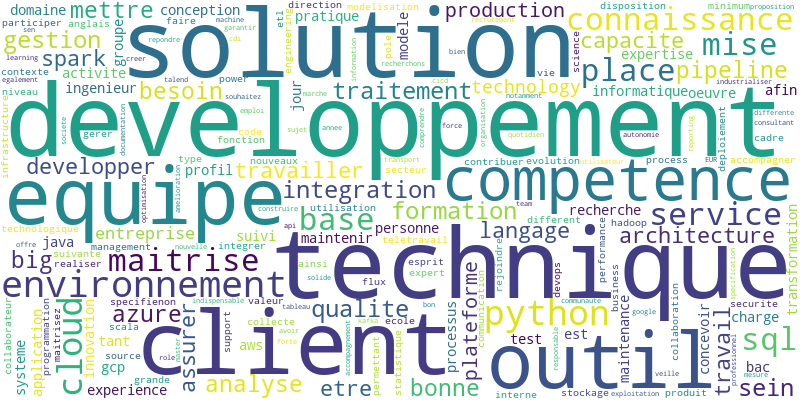 domaine
mettre
conception
direction
production
modelisation
disposition
minimum
proposition
participer
anglais
faire
machine
garantir
connaissance
gestion
groupe
solution
etl
engineering
pratique
modele
recrutement
capacite
mise
sen
repondre
cdi
information
role
recherchons
science
expertise
learning
creer
bien
contexte
spark
jour
place
pipeline
egalement
talend
power
vie
industrialiser
niveau
activite
ingenieur
besoin
souhaitez
traitement
technology
informatique
oeuvre
afin
developpement
infrastructure
societe
gerer
documentation
emploi
code
fonction
marche
sujet
annee
comprendre
force
organisation
notamment
quotidien
autonomie
reporting
deploiement
differente
consultant
cadre
type
nouveaux
contribuer
evolution
utilisateur
process
EUR
accompagner
developper
profil
travailler
transport
secteur
equipe
optimisation
amelioration
integration
competence
construire
utilisation
base
formation
team
different
recherche
service
transformation
technologique
entreprise
suivi
api
personne
langage
hadoop
architecture
offre
java
management
nouvelle
integrer
maintenir
teletravail
technique
big
suivante
realiser
maitrise
ainsi
esprit
expert
rejoindre
devops
performance
business
specification
environnement
solide
flux
plateforme
communication
communaute
google
maintenance
collaboration
securite
collaborateur
programmation
maitrisez
cloud
innovation
specifienon
valeur
indispensable
tableau
bon
azure
collecte
qualite
processus
python
concevoir
travail
charge
scala
client
avoir
kafka
ecole
test
est
sql
systeme
application
tant
source
assurer
support
aws
forte
accompagnement
permettant
statistique
outil
responsable
professionnel
gcp
role
master
analyse
etre
bonne
veille
bac
mesure
experience
grande
interne
stockage
exploitation
produit
sein